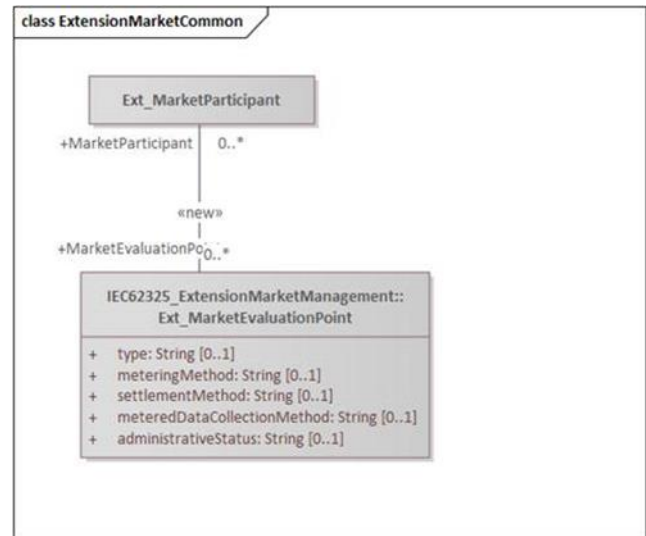 class ExtensionMarketCommon
Ext_MarketParticipant
+MarketParticipant 0..*
«new»
+MarketEvaluationPo
0..*
IEC62325_ExtensionMarketManagement::
Ext_MarketEvaluationPoint
+ type: String [0..1]
+ meteringMethod: String [0..1]
+ settlementMethod: String [0..1]
+ meteredDataCollectionMethod: String [0..1]
+ administrativeStatus: String [0..1]